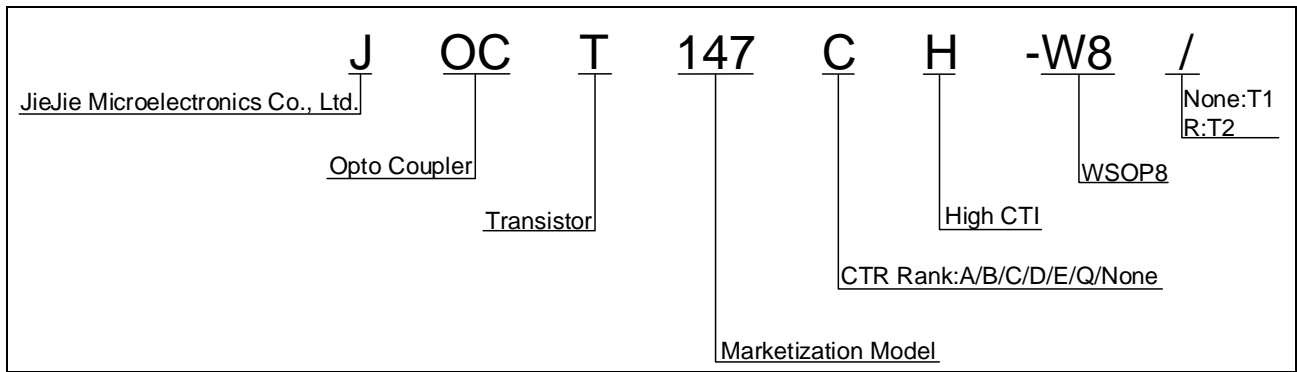 J OC T 147 C H -W8 /
JieJie Microelectronics Co., Ltd.
None:T1
R:T2
Opto Coupler
WSOP8
Transistor
High CTI
CTR Rank:A/B/C/D/E/Q/None
Marketization Model